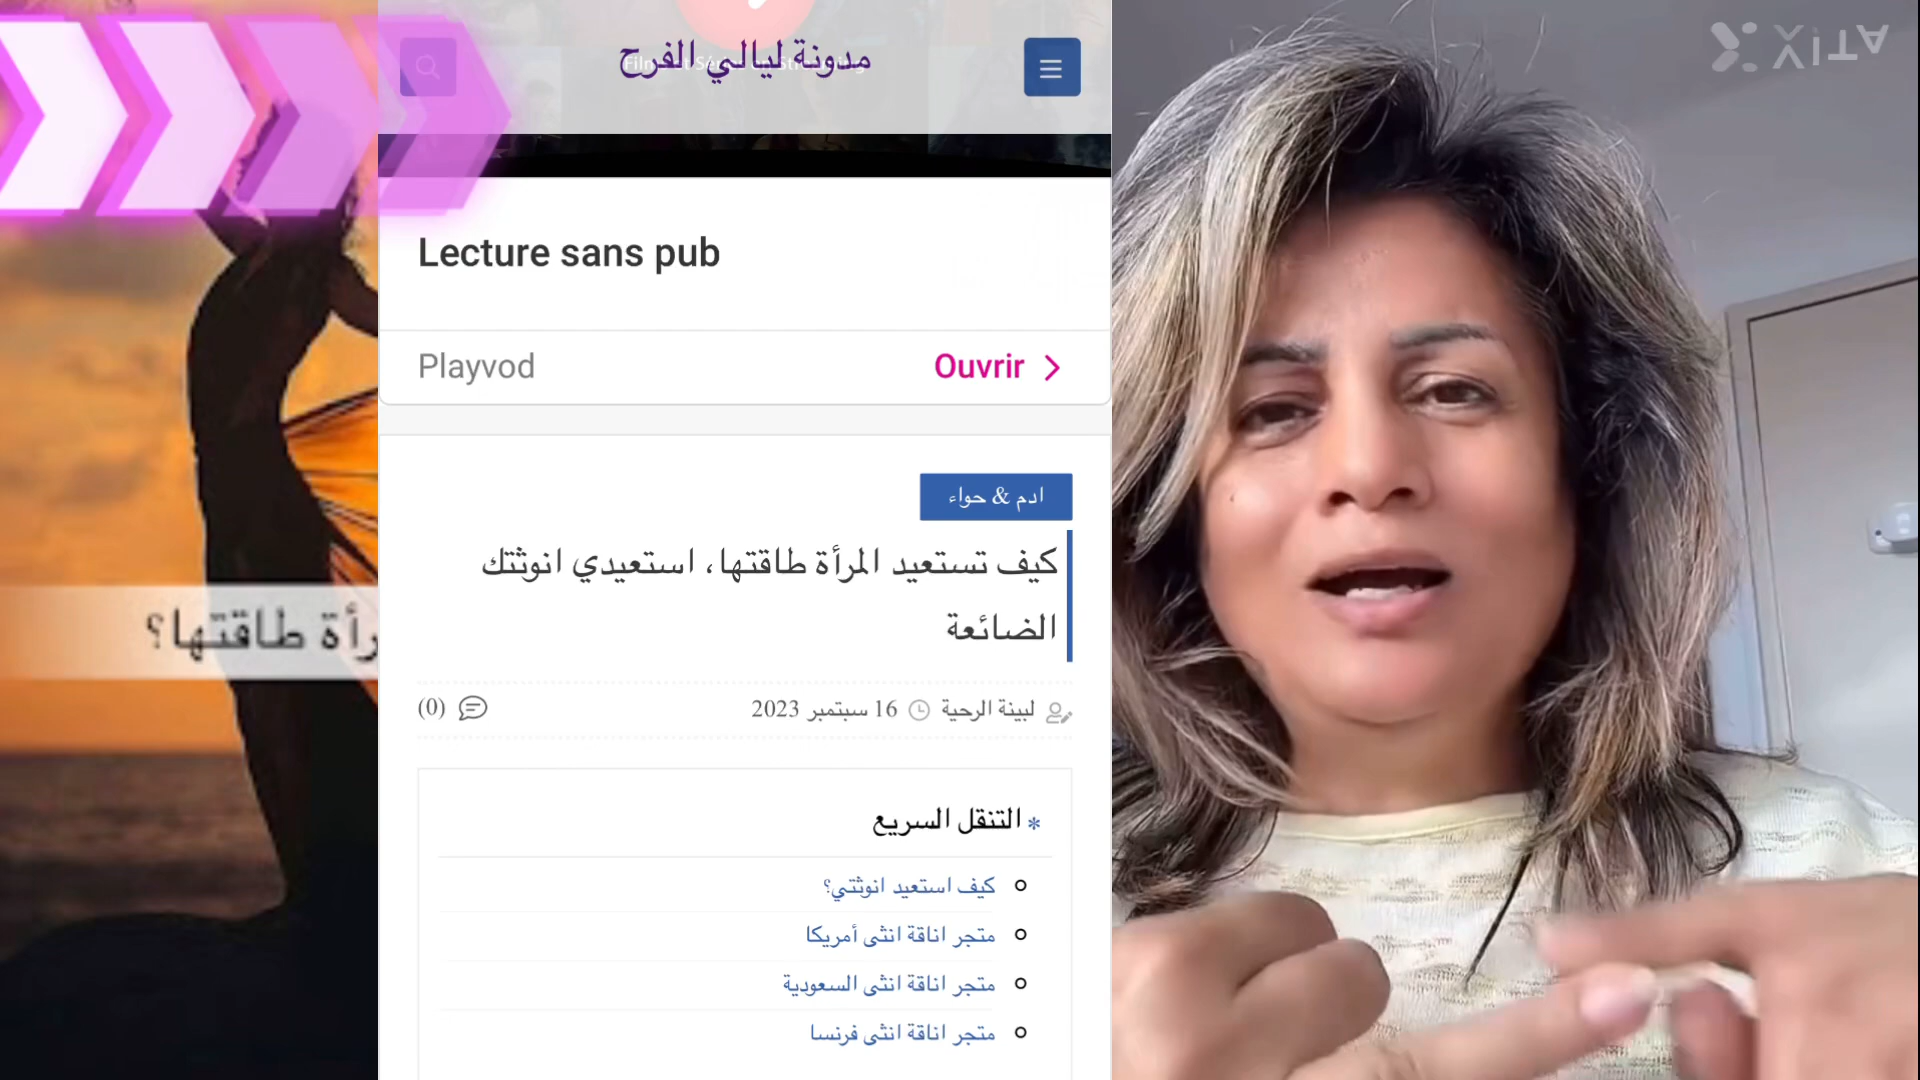 مدونة ليالي الفرح
Lecture sans pub
Playvod
Ouvrir
ادم & حواء
كيف تستعيد المرأة طاقتها، استعيدي انوثتك
الضائعة
لبينة الرحية 16 سبتمبر 2023 (0)
* التنقل السريع
كيف استعيد انوثتي؟
متجر اناقة انثى أمريكا
متجر اناقة انثى السعودية
متجر اناقة انثى فرنسا
رأة طاقتها؟